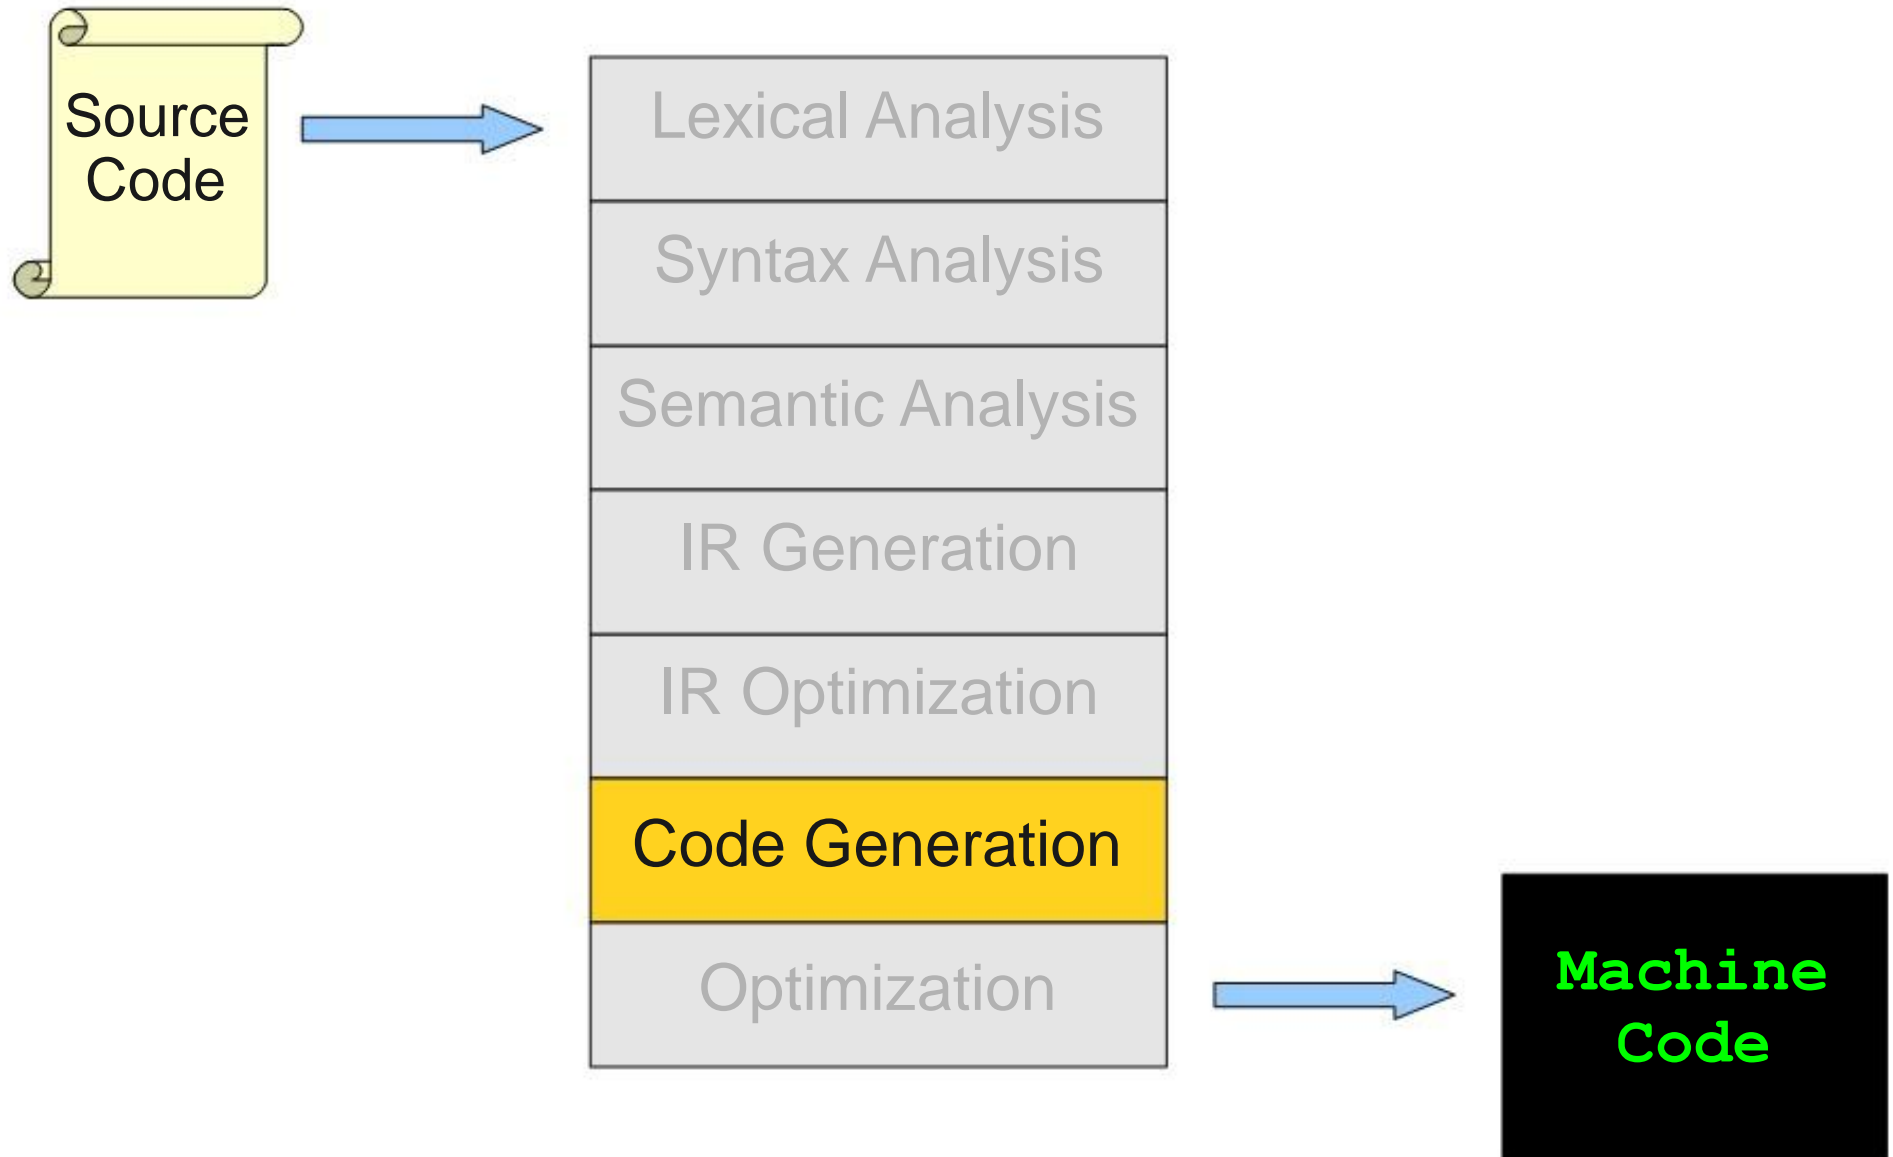 Source
Code
Lexical Analysis
Syntax Analysis
Semantic Analysis
IR Generation
IR Optimization
Code Generation
Optimization
Machine
Code